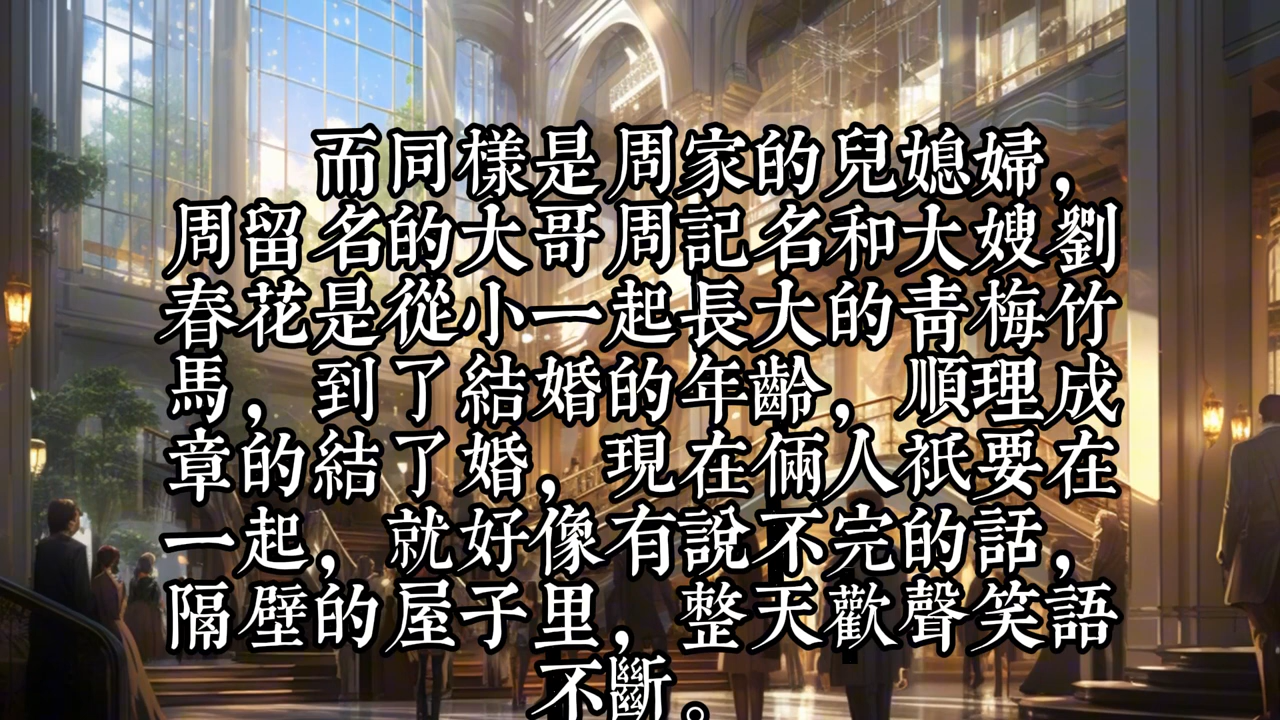 而同樣是周家的兒媳婦，
周留名的大哥周記名和大嫂劉
春花是從小一起長大的青梅竹
馬，到了結婚的年齡，順理成
章的結了婚，現在倆人衹要在
一起，就好像有說不完的話，
隔壁的屋子里，整天歡聲笑語
不斷。